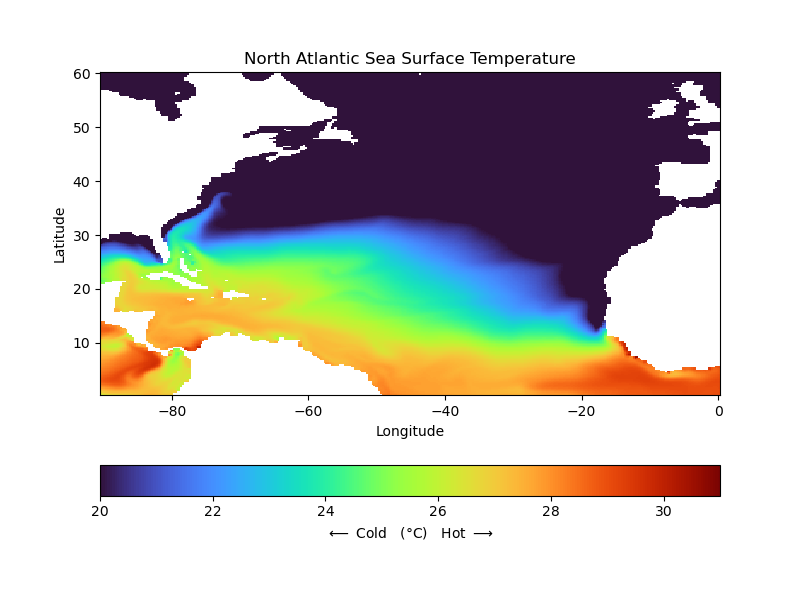 North Atlantic Sea Surface Temperature
60
50
40
30
20
10
Latitude
−80 −60 −40 −20 0
Longitude
20 22 24 26 28 30
⟵ Cold (°C) Hot ⟶